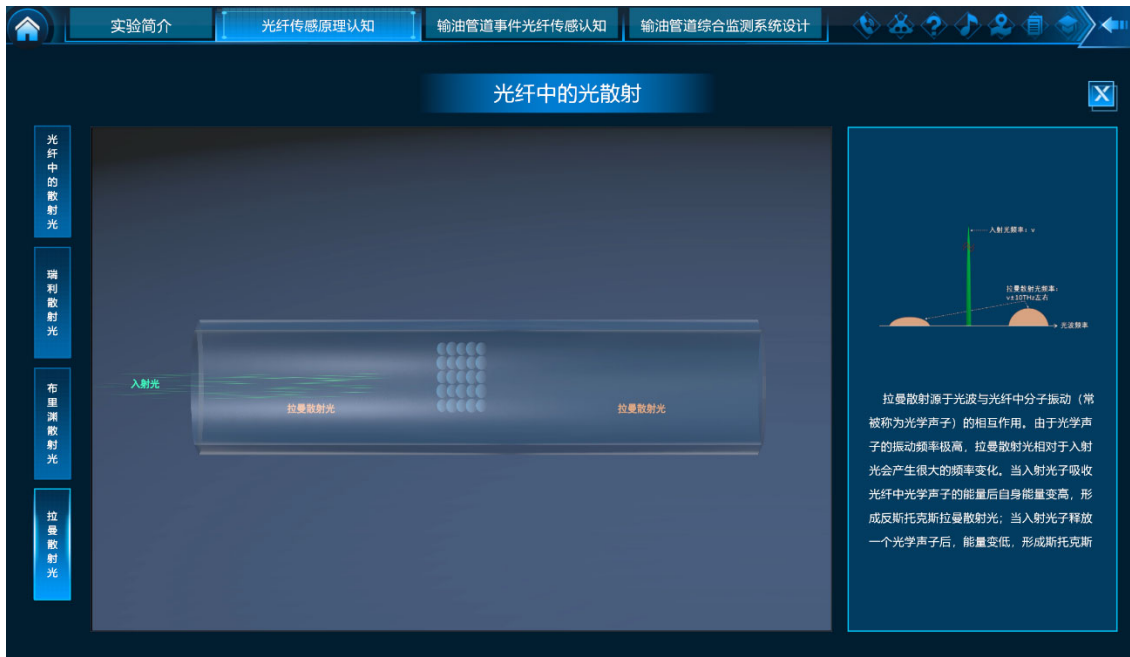 实验简介
光纤传感原理认知
输油管道事件光纤传感认知
输油管道综合监测系统设计
光纤中的光散射
X
光纤中的散射光
瑞利散射光
布里渊散射光
拉曼散射光
入射光
拉曼散射光
拉曼散射光
入射光频率：v
拉曼散射光频率：
v±10THz左右
光波频率
拉曼散射源于光波与光纤中分子振动（常
被称为光学声子）的相互作用。由于光学声
子的振动频率极高，拉曼散射光相对于入射
光会产生很大的频率变化。当入射光子吸收
光纤中光学声子的能量后自身能量变高，形
成反斯托克斯拉曼散射光；当入射光子释放
一个光学声子后，能量变低，形成斯托克斯